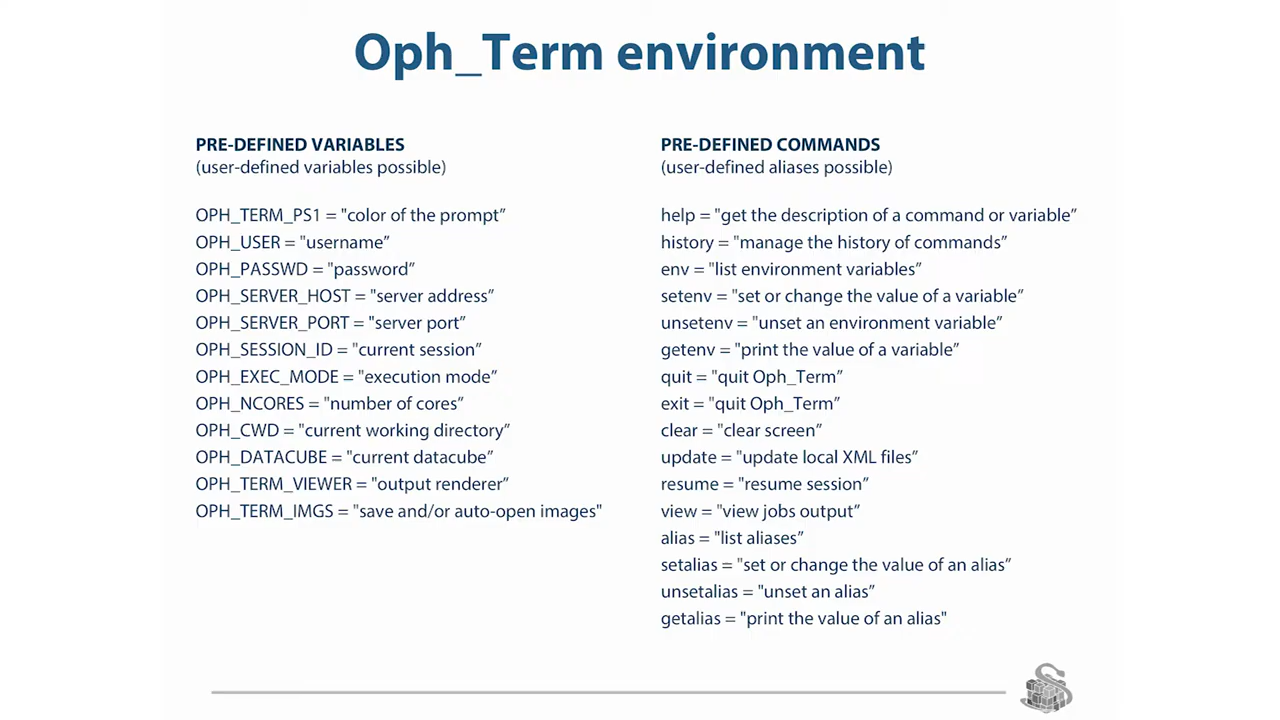 Oph_Term environment
PRE-DEFINED VARIABLES
(user-defined variables possible)
OPH_TERM_PS1 = "color of the prompt”
OPH_USER = "username”
OPH_PASSWD = "password”
OPH_SERVER_HOST = "server address”
OPH_SERVER_PORT = "server port”
OPH_SESSION_ID = "current session”
OPH_EXEC_MODE = "execution mode”
OPH_NCORES = "number of cores”
OPH_CWD = "current working directory”
OPH_DATACUBE = "current datacube”
OPH_TERM_VIEWER = "output renderer”
OPH_TERM_IMGS = "save and/or auto-open images"
PRE-DEFINED COMMANDS
(user-defined aliases possible)
help = "get the description of a command or variable”
history = "manage the history of commands”
env = "list environment variables”
setenv = "set or change the value of a variable”
unsetenv = "unset an environment variable”
getenv = "print the value of a variable”
quit = "quit Oph_Term”
exit = "quit Oph_Term”
clear = "clear screen”
update = "update local XML files”
resume = "resume session”
view = "view jobs output”
alias = "list aliases”
setalias = "set or change the value of an alias”
unsetalias = "unset an alias”
getalias = "print the value of an alias"